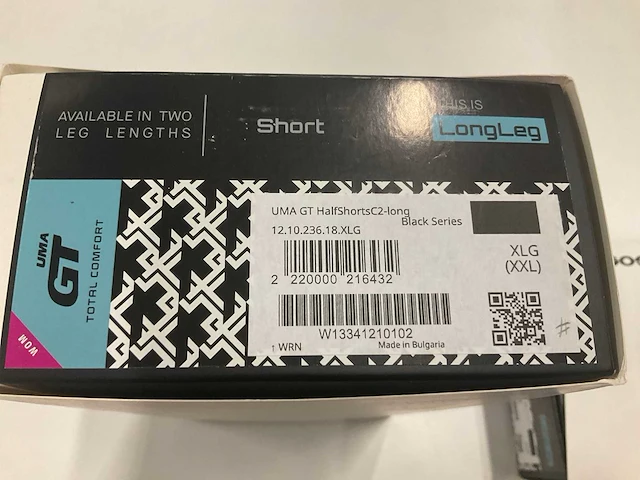 AVAILABLE IN TWO
LEG LENGTHS
Short
THIS IS
LongLeg
UMA
GT
TOTAL COMFORT
WOM
UMA GT HalfShortsC2-long
Black Series
12.10.236.18.XLG
2 220000 216432
XLG
(XXL)
W13341210102
1 WRN
Made in Bulgaria
#